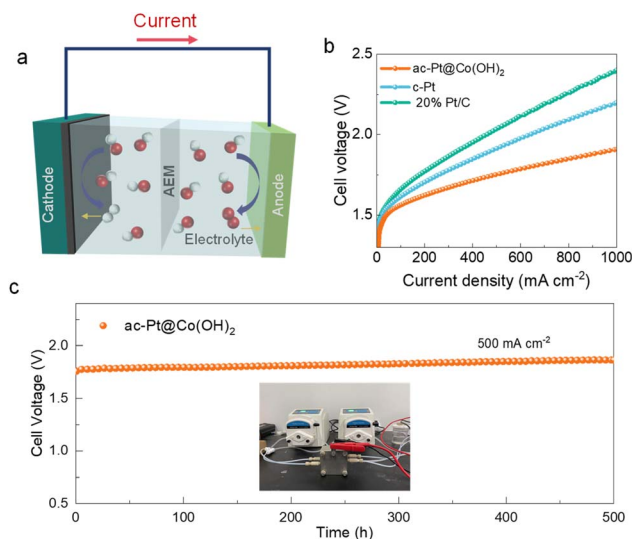 a
Current
Cathode
AEM
Electrolyte
Anode
b
ac-Pt@Co(OH)₂
c-Pt
20% Pt/C
Cell voltage (V)
2.5
2.0
1.5
0 200 400 600 800 1000
Current density (mA cm⁻²)
c
ac-Pt@Co(OH)₂
500 mA cm⁻²
Cell Voltage (V)
2.0
1.5
1.0
0.5
0 100 200 300 400 500
Time (h)